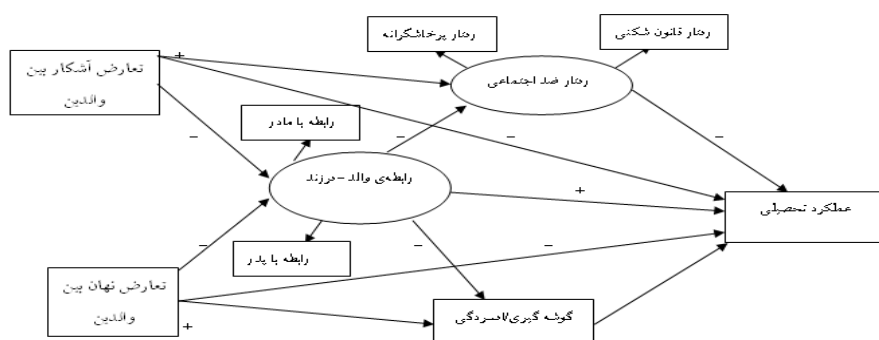 رفتار پرخاشگرانه
رفتار قانون شکنی
+
تعارض آشکار بین
والدین
رفتار ضد اجتماعی
رابطه با مادر
–
–
–
–
رابطه‌ی والد –درزند
+
عملکرد تحصیلی
–
رابطه با پدر
–
–
تعارض نهان بین
والدین
+
گوشه گیری/افسردگی